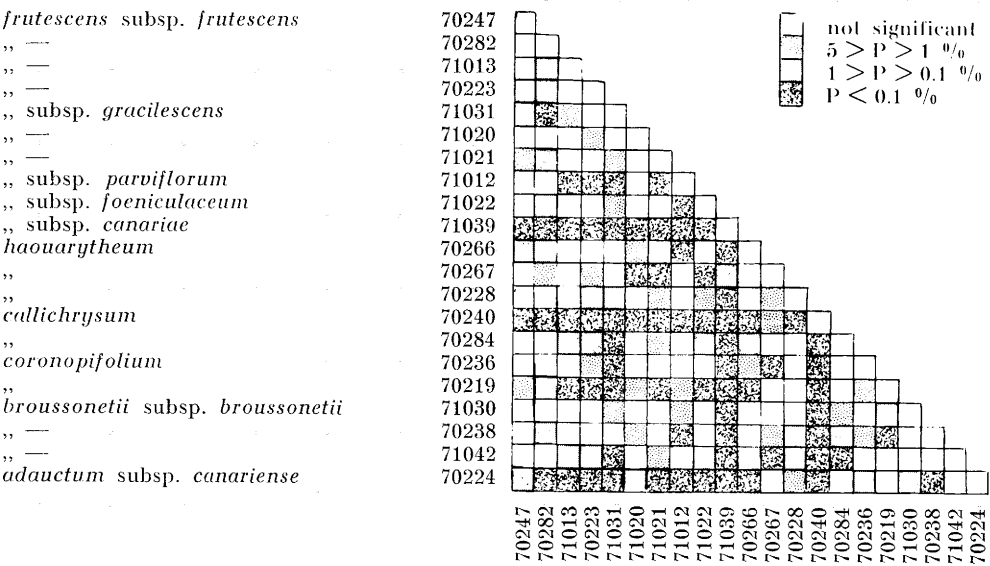 frutescens subsp. frutescens 70247
,, — 70282
,, — 71013
,, — 70223
,, subsp. gracilescens 71031
,, — 71020
,, — 71021
,, subsp. parviflorum 71012
,, subsp. foeniculaceum 71022
,, subsp. canariae 71039
haouarytheum 70266
,, 70267
,, 70228
callichrysum 70240
,, 70284
coronopifolium 70236
,, 70219
broussonetii subsp. broussonetii 71030
,, — 70238
,, — 71042
adauctum subsp. canariense 70224
not significant
5 > P > 1 %
1 > P > 0.1 %
P < 0.1 %
70247
70282
71013
70223
71031
71020
71021
71012
71022
71039
70266
70267
70228
70240
70284
70236
70219
71030
70238
71042
70224